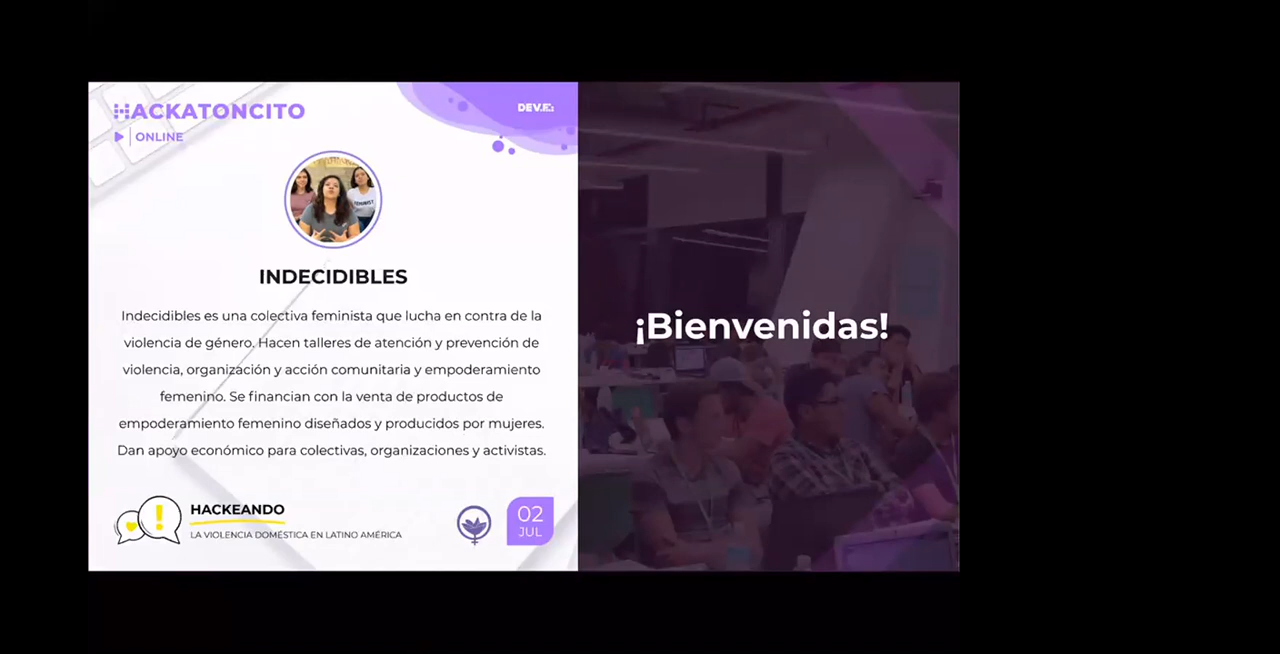 HACKATONCITO
ONLINE
DEV.F.:
FEMINIST
INDECIDIBLES
Indecidibles es una colectiva feminista que lucha en contra de la
violencia de género. Hacen talleres de atención y prevención de
violencia, organización y acción comunitaria y empoderamiento
femenino. Se financian con la venta de productos de
empoderamiento femenino diseñados y producidos por mujeres.
Dan apoyo económico para colectivas, organizaciones y activistas.
HACKEANDO
LA VIOLENCIA DOMÉSTICA EN LATINO AMÉRICA
02
JUL
¡Bienvenidas!